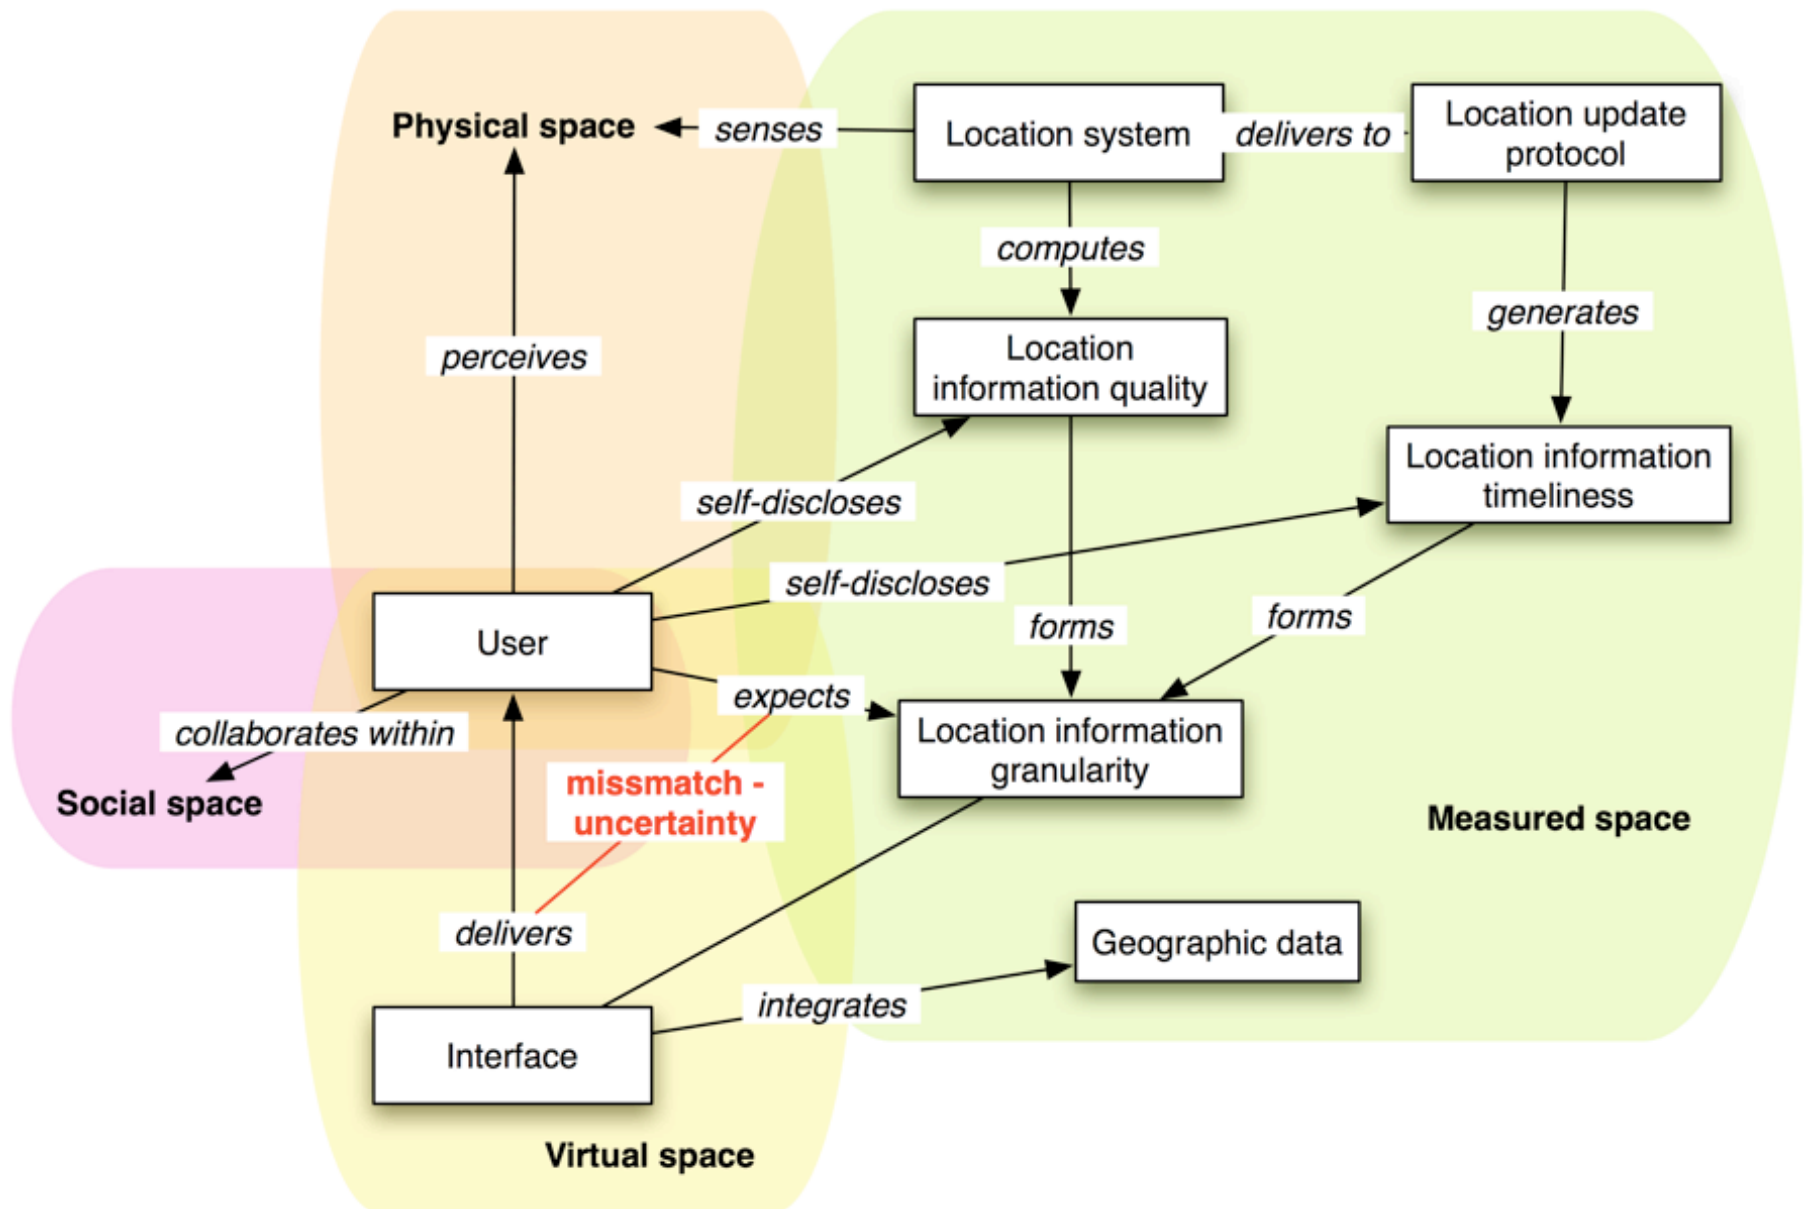 Physical space
senses
Location system
delivers to
Location update
protocol
computes
generates
perceives
Location
information quality
Location information
timeliness
self-discloses
self-discloses
forms
forms
User
expects
collaborates within
Location information
granularity
missmatch -
uncertainty
Social space
Measured space
delivers
Geographic data
integrates
Interface
Virtual space